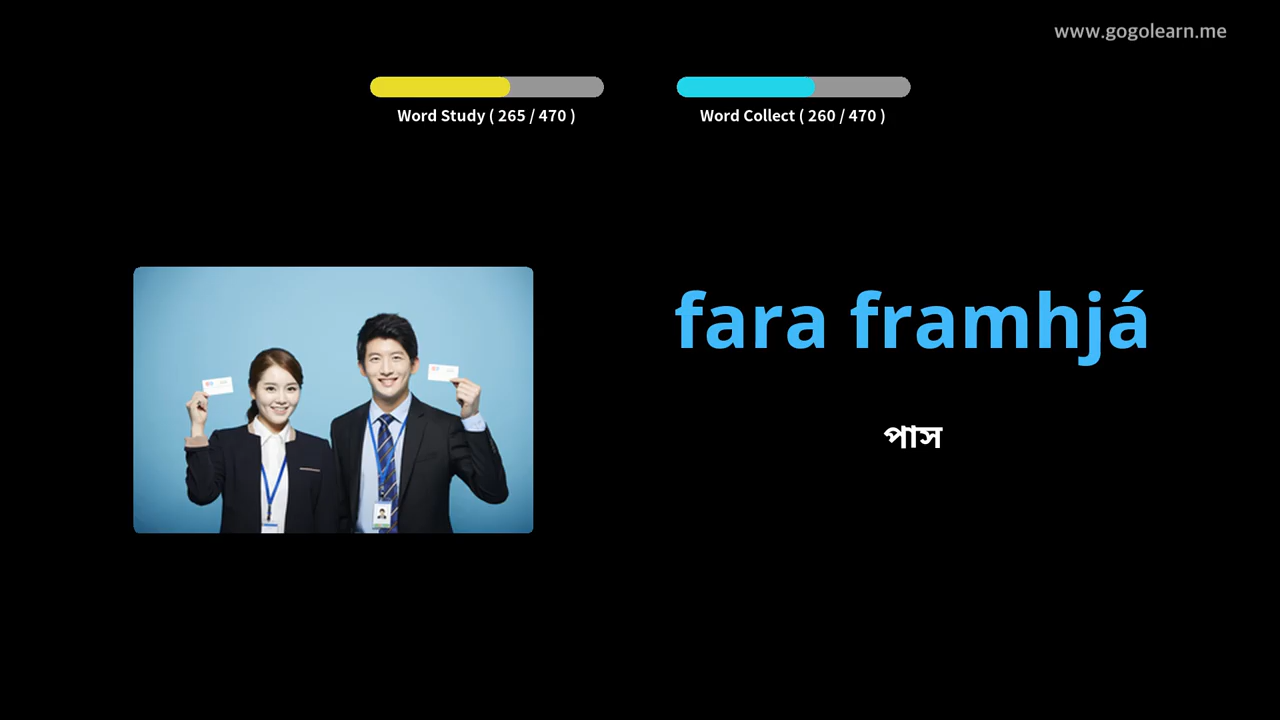 www.gogolearn.me
Word Study ( 265 / 470 )
Word Collect ( 260 / 470 )
fara framhjá
পাস